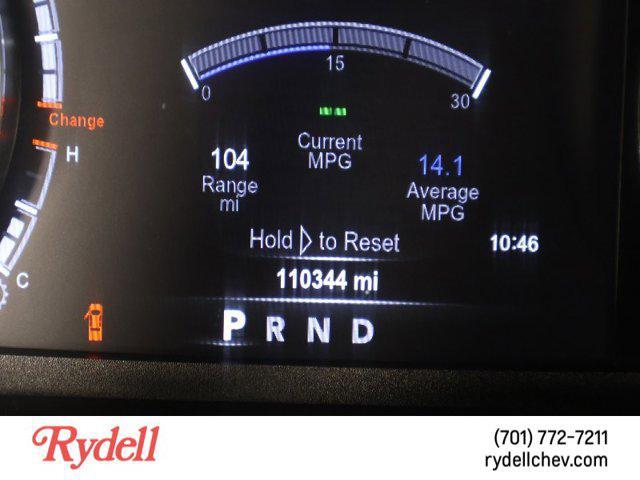 15
0
30
Change
H
Current
MPG
104
Range
mi
14.1
Average
MPG
Hold ▷ to Reset
10:46
110344 mi
C
P R N D
Rydell
(701) 772-7211
rydellchev.com